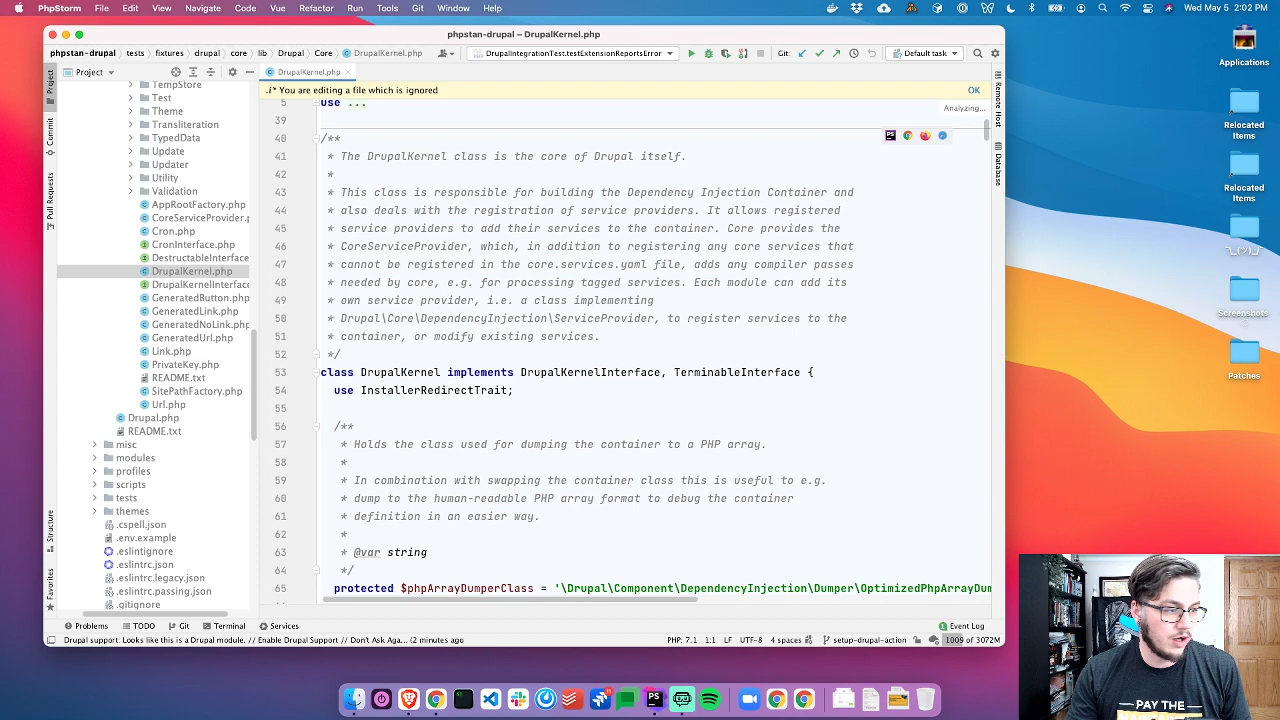 PhpStorm File Edit View Navigate Code Vue Refactor Run Tools Git Window Help Wed May 5 2:02 PM
phpstan-drupal – DrupalKernel.php
phpstan-drupal tests fixtures drupal core lib Drupal Core DrupalKernel.php DrupalIntegrationTest.testExtensionReportsError Git: Default task
Project DrupalKernel.php
.i* You are editing a file which is ignored OK
Analyzing...
Project
Commit
Pull Requests
Structure
Favorites
Remote Host
Database
TempStore
Test
Theme
Transliteration
TypedData
Update
Updater
Utility
Validation
AppRootFactory.php
CoreServiceProvider.p
Cron.php
CronInterface.php
DestructableInterface
DrupalKernel.php
DrupalKernelInterface
GeneratedButton.php
GeneratedLink.php
GeneratedNoLink.php
GeneratedUrl.php
Link.php
PrivateKey.php
README.txt
SitePathFactory.php
Url.php
Drupal.php
README.txt
misc
modules
profiles
scripts
tests
themes
.cspell.json
.env.example
.eslintignore
.eslintrc.json
.eslintrc.legacy.json
.eslintrc.passing.json
.gitignore
5 use ...
39
40 /**
41 * The DrupalKernel class is the core of Drupal itself.
42 *
43 * This class is responsible for building the Dependency Injection Container and
44 * also deals with the registration of service providers. It allows registered
45 * service providers to add their services to the container. Core provides the
46 * CoreServiceProvider, which, in addition to registering any core services that
47 * cannot be registered in the core.services.yaml file, adds any compiler passes
48 * needed by core, e.g. for processing tagged services. Each module can add its
49 * own service provider, i.e. a class implementing
50 * Drupal\Core\DependencyInjection\ServiceProvider, to register services to the
51 * container, or modify existing services.
52 */
53 class DrupalKernel implements DrupalKernelInterface, TerminableInterface {
54 use InstallerRedirectTrait;
55
56 /**
57 * Holds the class used for dumping the container to a PHP array.
58 *
59 * In combination with swapping the container class this is useful to e.g.
60 * dump to the human-readable PHP array format to debug the container
61 * definition in an easier way.
62 *
63 * @var string
64 */
65 protected $phpArrayDumperClass = '\Drupal\Component\DependencyInjection\Dumper\OptimizedPhpArrayDum
Problems TODO Git Terminal Services Event Log
Drupal support: Looks like this is a Drupal module. // Enable Drupal Support // Don't Ask Aga... (2 minutes ago) PHP: 7.1 1:1 LF UTF-8 4 spaces setup-drupal-action 1009 of 3072M
Applications
Relocated
Items
Relocated
Items
¯\_(ツ)_/¯
Screenshots
Patches
PAY THE